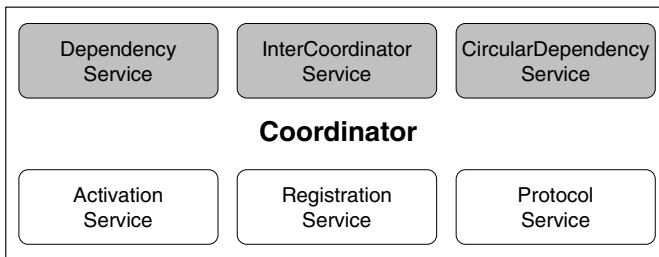 Dependency
Service
InterCoordinator
Service
CircularDependency
Service
Coordinator
Activation
Service
Registration
Service
Protocol
Service